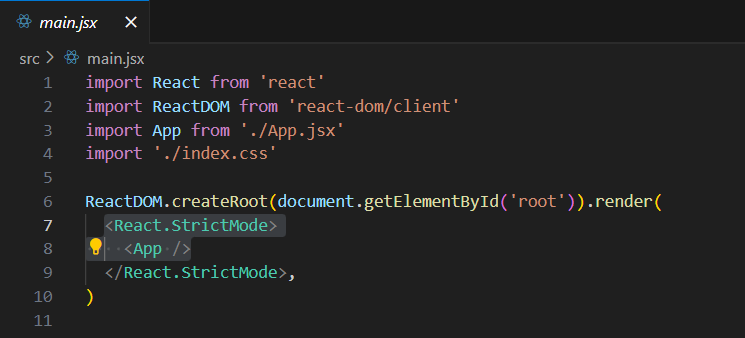 main.jsx ×
src > main.jsx
1 import React from 'react'
2 import ReactDOM from 'react-dom/client'
3 import App from './App.jsx'
4 import './index.css'
5
6 ReactDOM.createRoot(document.getElementById('root')).render(
7   <React.StrictMode>
8     <App />
9   </React.StrictMode>,
10 )
11